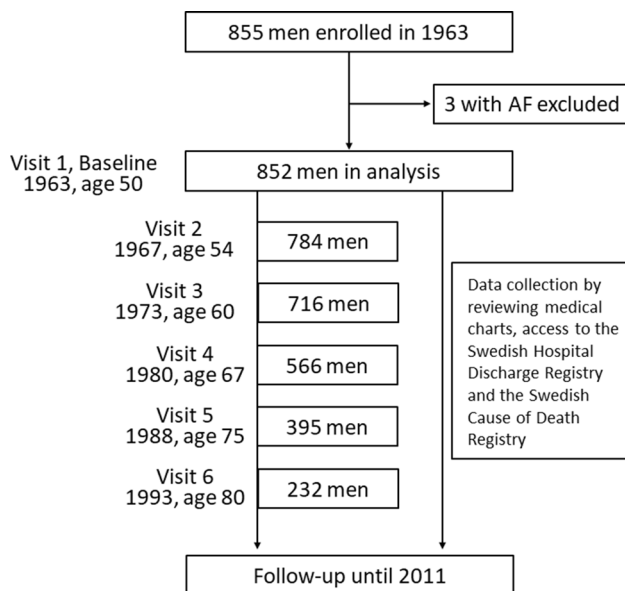 855 men enrolled in 1963
3 with AF excluded
Visit 1, Baseline
1963, age 50
852 men in analysis
Visit 2
1967, age 54
784 men
Visit 3
1973, age 60
716 men
Visit 4
1980, age 67
566 men
Visit 5
1988, age 75
395 men
Visit 6
1993, age 80
232 men
Data collection by
reviewing medical
charts, access to the
Swedish Hospital
Discharge Registry
and the Swedish
Cause of Death
Registry
Follow-up until 2011